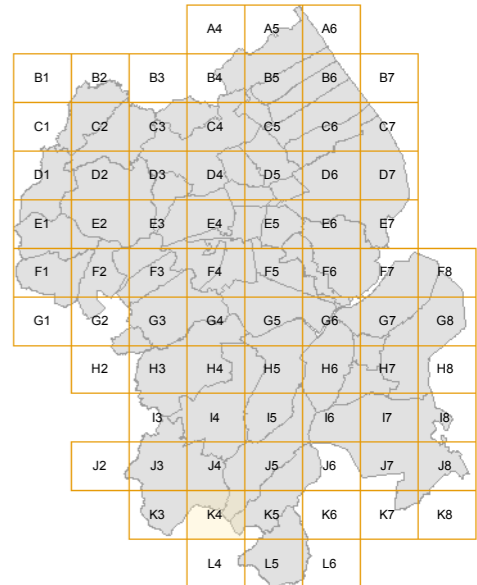 A4 A5 A6
B1 B2 B3 B4 B5 B6 B7
C1 C2 C3 C4 C5 C6 C7
D1 D2 D3 D4 D5 D6 D7
E1 E2 E3 E4 E5 E6 E7
F1 F2 F3 F4 F5 F6 F7 F8
G1 G2 G3 G4 G5 G6 G7 G8
H2 H3 H4 H5 H6 H7 H8
I3 I4 I5 I6 I7 I8
J2 J3 J4 J5 J6 J7 J8
K3 K4 K5 K6 K7 K8
L4 L5 L6